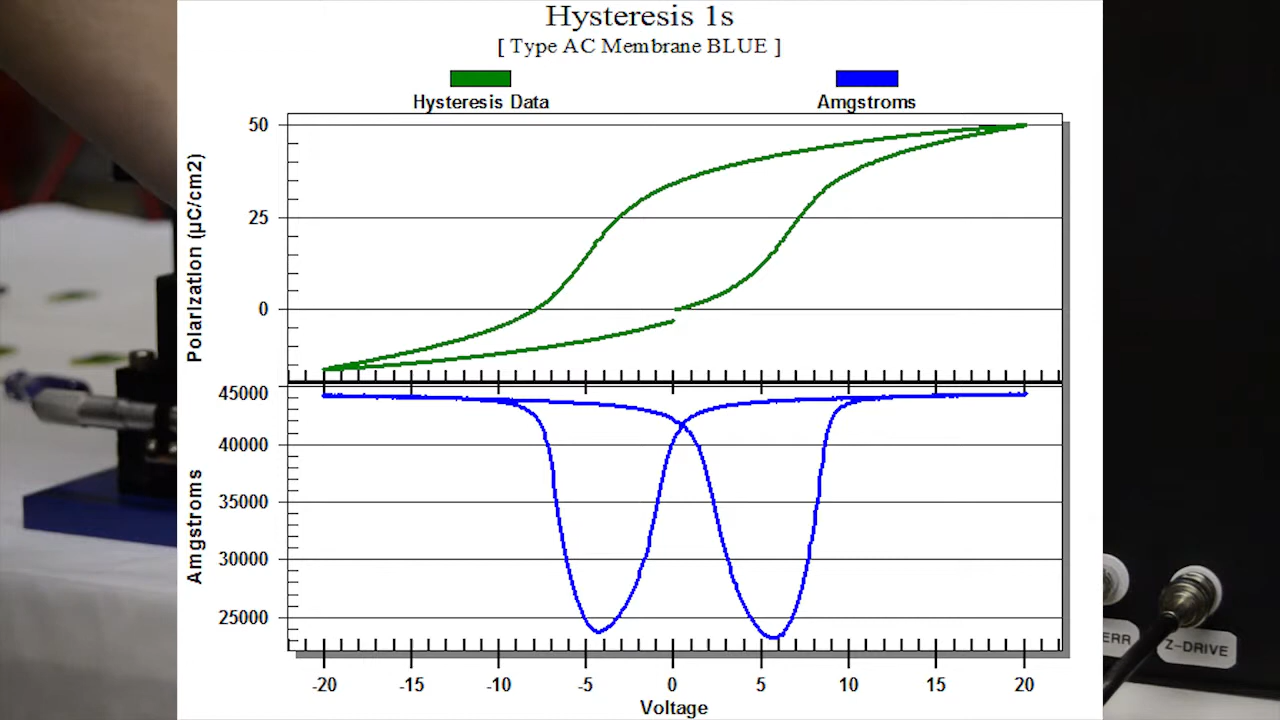 Hysteresis 1s
[ Type AC Membrane BLUE ]
Hysteresis Data
Amgstroms
Polarization (µC/cm2)
50
25
0
Amgstroms
45000
40000
35000
30000
25000
-20 -15 -10 -5 0 5 10 15 20
Voltage
ERR
Z-DRIVE